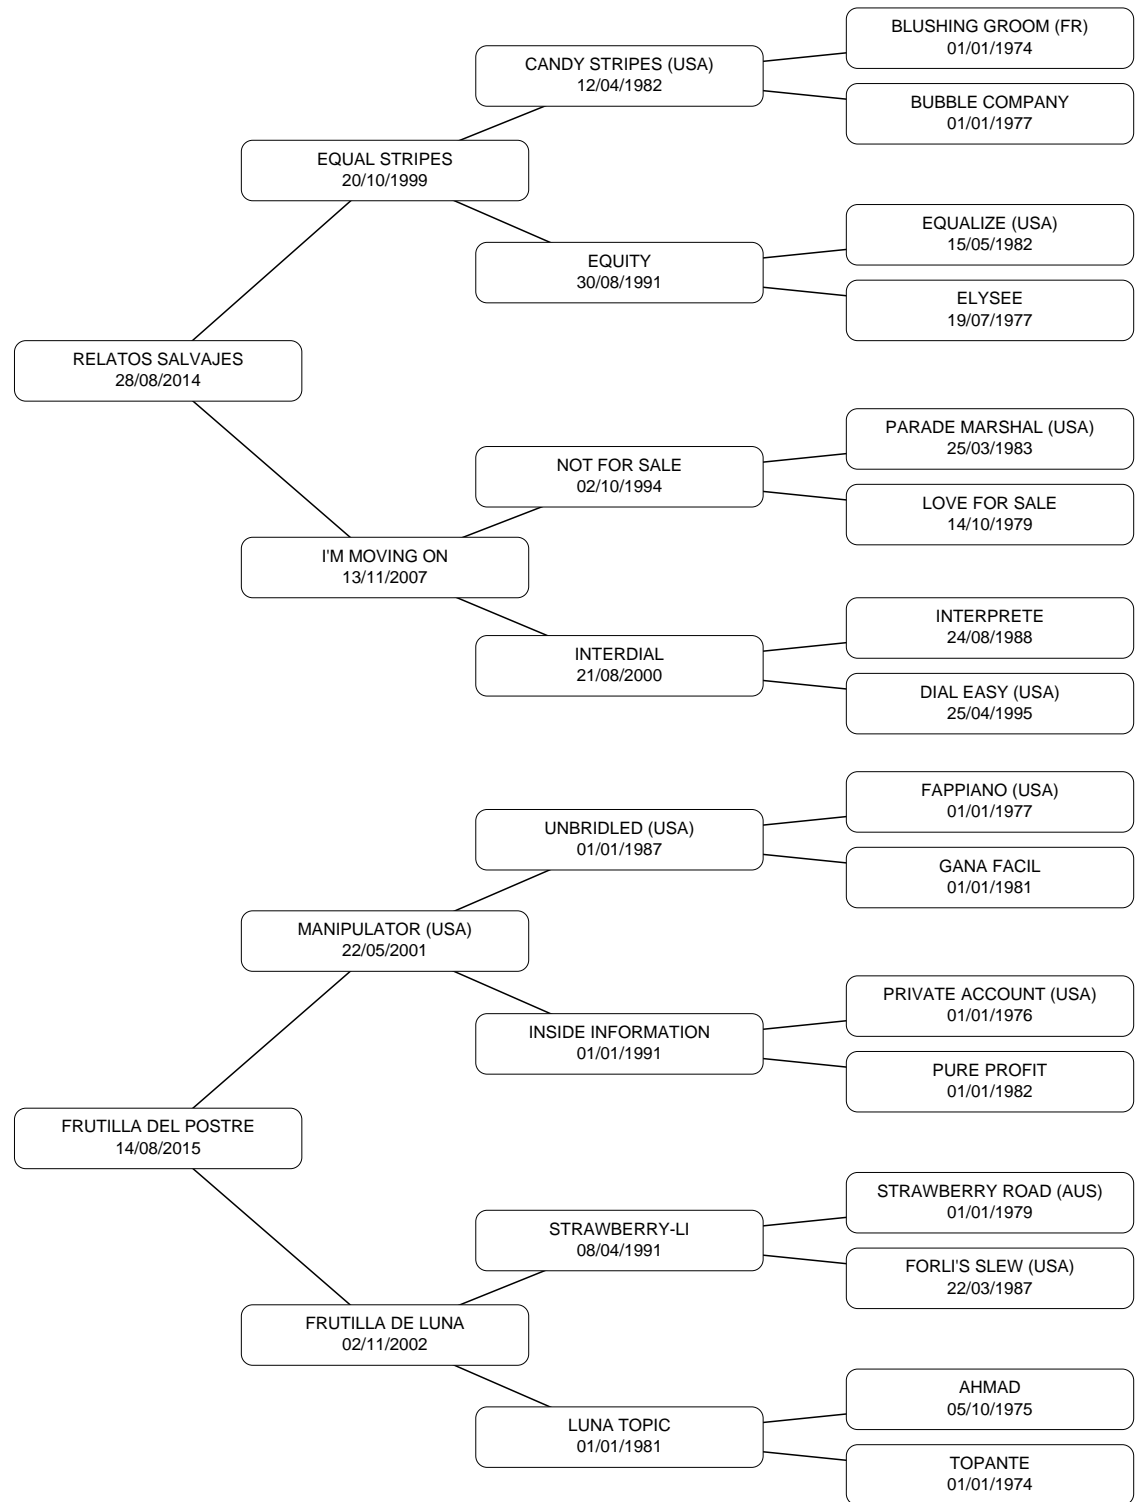 BLUSHING GROOM (FR)
01/01/1974
CANDY STRIPES (USA)
12/04/1982
BUBBLE COMPANY
01/01/1977
EQUAL STRIPES
20/10/1999
EQUALIZE (USA)
15/05/1982
EQUITY
30/08/1991
ELYSEE
19/07/1977
RELATOS SALVAJES
28/08/2014
PARADE MARSHAL (USA)
25/03/1983
NOT FOR SALE
02/10/1994
LOVE FOR SALE
14/10/1979
I'M MOVING ON
13/11/2007
INTERPRETE
24/08/1988
INTERDIAL
21/08/2000
DIAL EASY (USA)
25/04/1995
FAPPIANO (USA)
01/01/1977
UNBRIDLED (USA)
01/01/1987
GANA FACIL
01/01/1981
MANIPULATOR (USA)
22/05/2001
PRIVATE ACCOUNT (USA)
01/01/1976
INSIDE INFORMATION
01/01/1991
PURE PROFIT
01/01/1982
FRUTILLA DEL POSTRE
14/08/2015
STRAWBERRY ROAD (AUS)
01/01/1979
STRAWBERRY-LI
08/04/1991
FORLI'S SLEW (USA)
22/03/1987
FRUTILLA DE LUNA
02/11/2002
AHMAD
05/10/1975
LUNA TOPIC
01/01/1981
TOPANTE
01/01/1974